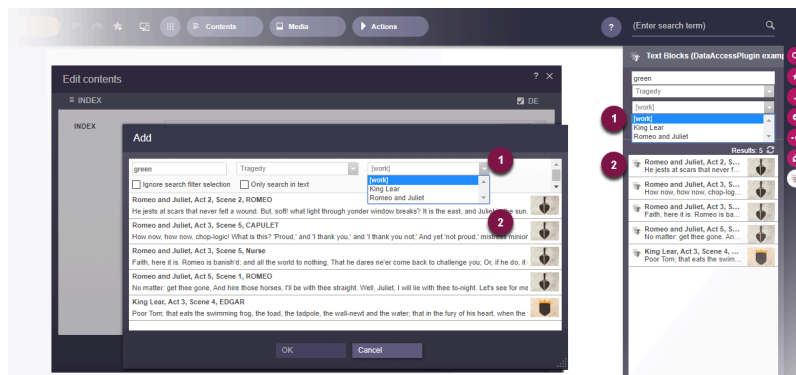 Contents
Media
Actions
?
(Enter search term)
Edit contents
? ×
INDEX
DE
INDEX
Add
green
Tragedy
[work]
1
[work]
King Lear
Romeo and Juliet
Ignore search filter selection
Only search in text
2
Romeo and Juliet, Act 2, Scene 2, ROMEO
He jests at scars that never felt a wound. But, soft! what light through yonder window breaks? It is the east, and Juliet is the sun.
Romeo and Juliet, Act 3, Scene 5, CAPULET
How now, how now, chop-logic! What is this? 'Proud,' and 'I thank you,' and 'I thank you not;' And yet 'not proud,' mistress minior
Romeo and Juliet, Act 3, Scene 5, Nurse
Faith, here it is. Romeo is banish'd; and all the world to nothing, That he dares ne'er come back to challenge you; Or, if he do, it
Romeo and Juliet, Act 5, Scene 1, ROMEO
No matter: get thee gone, And hire those horses; I'll be with thee straight. Well, Juliet, I will lie with thee to-night. Let's see for me
King Lear, Act 3, Scene 4, EDGAR
Poor Tom; that eats the swimming frog, the toad, the tadpole, the wall-newt and the water; that in the fury of his heart, when the
OK
Cancel
Text Blocks (DataAccessPlugin examp
green
Tragedy
[work]
1
[work]
King Lear
Romeo and Juliet
Results: 5
2
Romeo and Juliet, Act 2, S...
He jests at scars that never f...
Romeo and Juliet, Act 3, S...
How now, how now, chop-log...
Romeo and Juliet, Act 3, S...
Faith, here it is. Romeo is ba...
Romeo and Juliet, Act 5, S...
No matter: get thee gone, An...
King Lear, Act 3, Scene 4, ...
Poor Tom; that eats the swim...